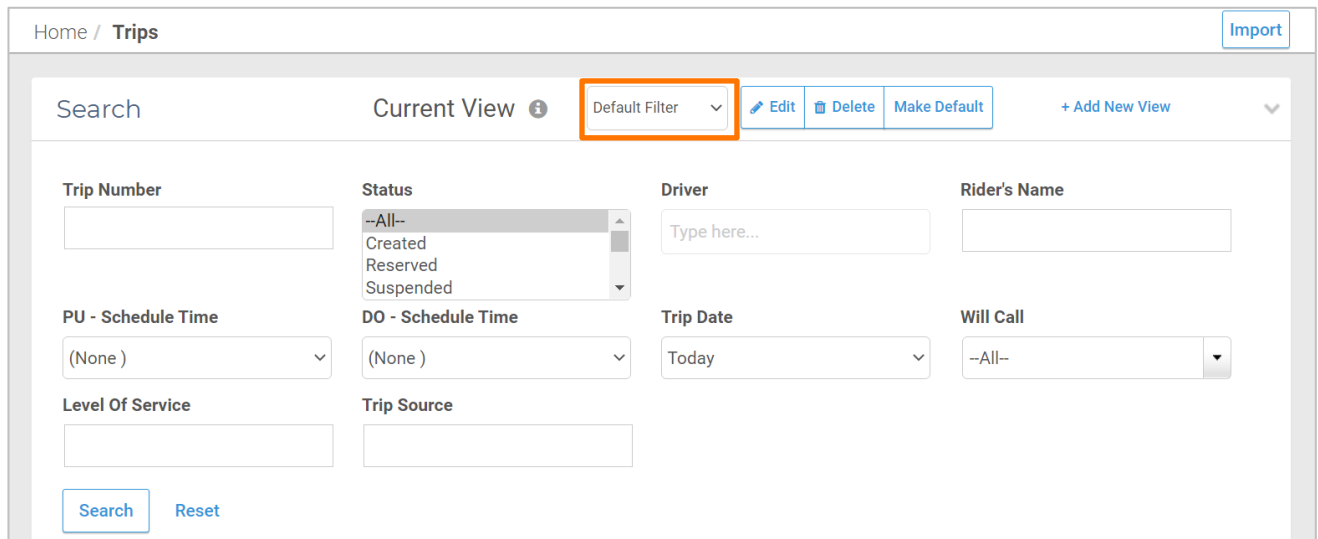 Home / Trips Import
Search Current View Default Filter Edit Delete Make Default + Add New View
Trip Number Status Driver Rider's Name
--All--
Created
Reserved
Suspended
Type here...
PU - Schedule Time DO - Schedule Time Trip Date Will Call
(None ) (None ) Today --All--
Level Of Service Trip Source
Search Reset